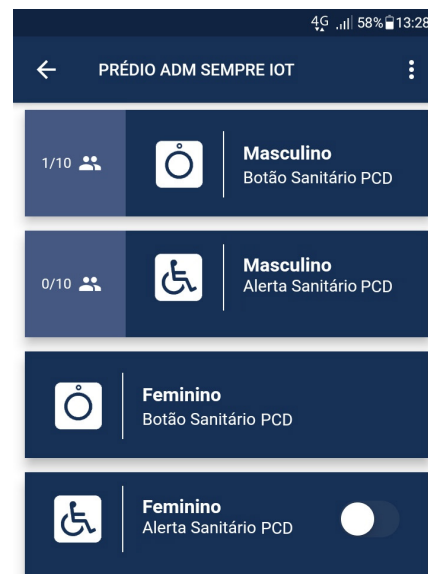 4G 58% 13:28
PRÉDIO ADM SEMPRE IOT
1/10
Masculino
Botão Sanitário PCD
0/10
Masculino
Alerta Sanitário PCD
Feminino
Botão Sanitário PCD
Feminino
Alerta Sanitário PCD